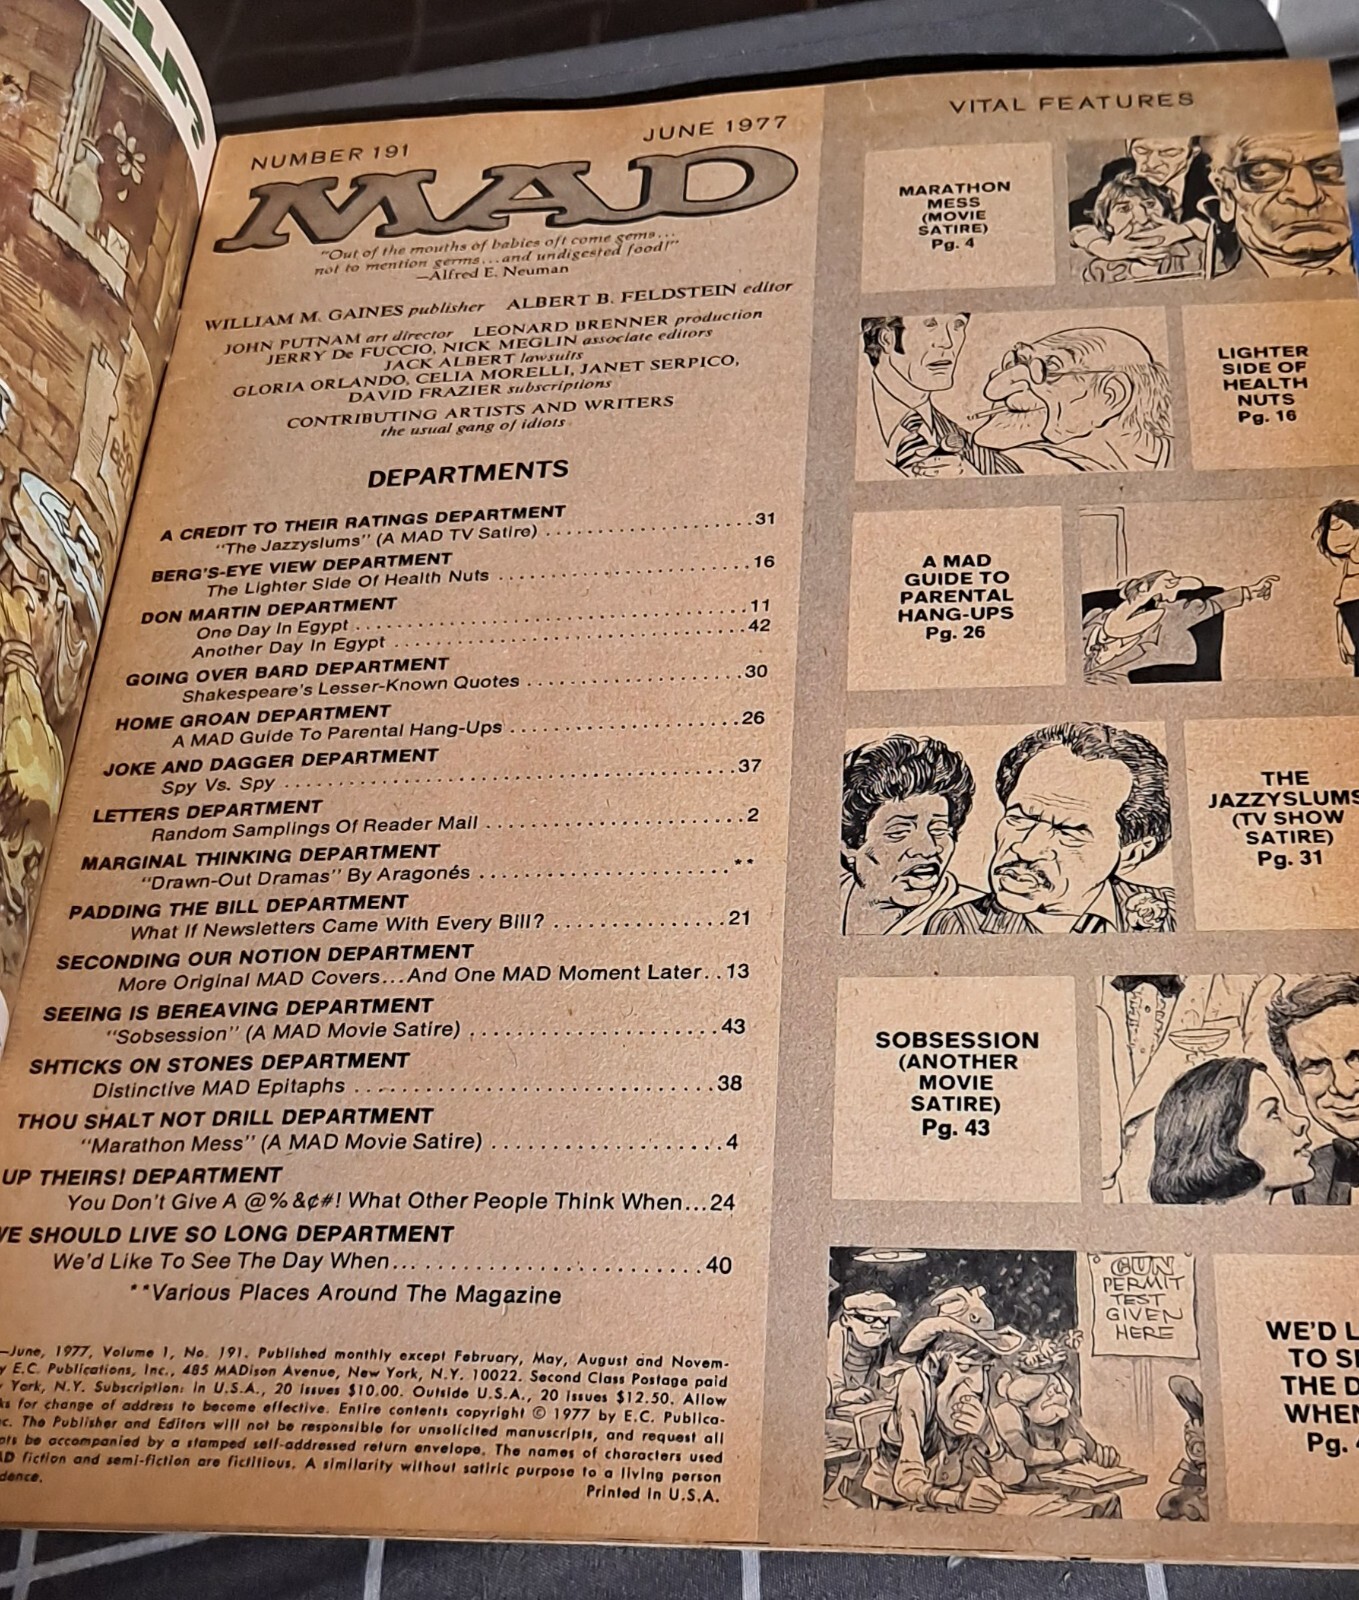 ELF?
NUMBER 191
JUNE 1977
MAD
"Out of the mouths of babies oft come gems...
not to mention germs...and undigested food!"
—Alfred E. Neuman
WILLIAM M. GAINES publisher ALBERT B. FELDSTEIN editor
JOHN PUTNAM art director LEONARD BRENNER production
JERRY De FUCCIO, NICK MEGLIN associate editors
JACK ALBERT lawsuits
GLORIA ORLANDO, CELIA MORELLI, JANET SERPICO,
DAVID FRAZIER subscriptions
CONTRIBUTING ARTISTS AND WRITERS
the usual gang of idiots
DEPARTMENTS
A CREDIT TO THEIR RATINGS DEPARTMENT
"The Jazzyslums" (A MAD TV Satire) ........................31
BERG'S-EYE VIEW DEPARTMENT
The Lighter Side Of Health Nuts ............................16
DON MARTIN DEPARTMENT
One Day In Egypt ..........................................11
Another Day In Egypt ......................................42
GOING OVER BARD DEPARTMENT
Shakespeare's Lesser-Known Quotes ........................30
HOME GROAN DEPARTMENT
A MAD Guide To Parental Hang-Ups ........................26
JOKE AND DAGGER DEPARTMENT
Spy Vs. Spy ..............................................37
LETTERS DEPARTMENT
Random Samplings Of Reader Mail ..........................2
MARGINAL THINKING DEPARTMENT
"Drawn-Out Dramas" By Aragonés ..........................**
PADDING THE BILL DEPARTMENT
What If Newsletters Came With Every Bill? .................21
SECONDING OUR NOTION DEPARTMENT
More Original MAD Covers...And One MAD Moment Later..13
SEEING IS BEREAVING DEPARTMENT
"Sobsession" (A MAD Movie Satire) .......................43
SHTICKS ON STONES DEPARTMENT
Distinctive MAD Epitaphs .................................38
THOU SHALT NOT DRILL DEPARTMENT
"Marathon Mess" (A MAD Movie Satire) .....................4
UP THEIRS! DEPARTMENT
You Don't Give A @%&¢#! What Other People Think When...24
WE SHOULD LIVE SO LONG DEPARTMENT
We'd Like To See The Day When.............................40
**Various Places Around The Magazine
—June, 1977, Volume 1, No. 191. Published monthly except February, May, August and Novem-
E.C. Publications, Inc., 485 MADison Avenue, New York, N.Y. 10022. Second Class Postage paid
York, N.Y. Subscription: in U.S.A., 20 issues $10.00. Outside U.S.A., 20 issues $12.50. Allow
for change of address to become effective. Entire contents copyright © 1977 by E.C. Publica-
The Publisher and Editors will not be responsible for unsolicited manuscripts, and request all
be accompanied by a stamped self-addressed return envelope. The names of characters used
fiction and semi-fiction are fictitious. A similarity without satiric purpose to a living person
Printed in U.S.A.
VITAL FEATURES
MARATHON
MESS
(MOVIE
SATIRE)
Pg. 4
LIGHTER
SIDE OF
HEALTH
NUTS
Pg. 16
A MAD
GUIDE TO
PARENTAL
HANG-UPS
Pg. 26
THE
JAZZYSLUMS
(TV SHOW
SATIRE)
Pg. 31
SOBSESSION
(ANOTHER
MOVIE
SATIRE)
Pg. 43
GUN
PERMIT
TEST
GIVEN
HERE
WE'D L
TO S
THE D
WHEN
Pg.